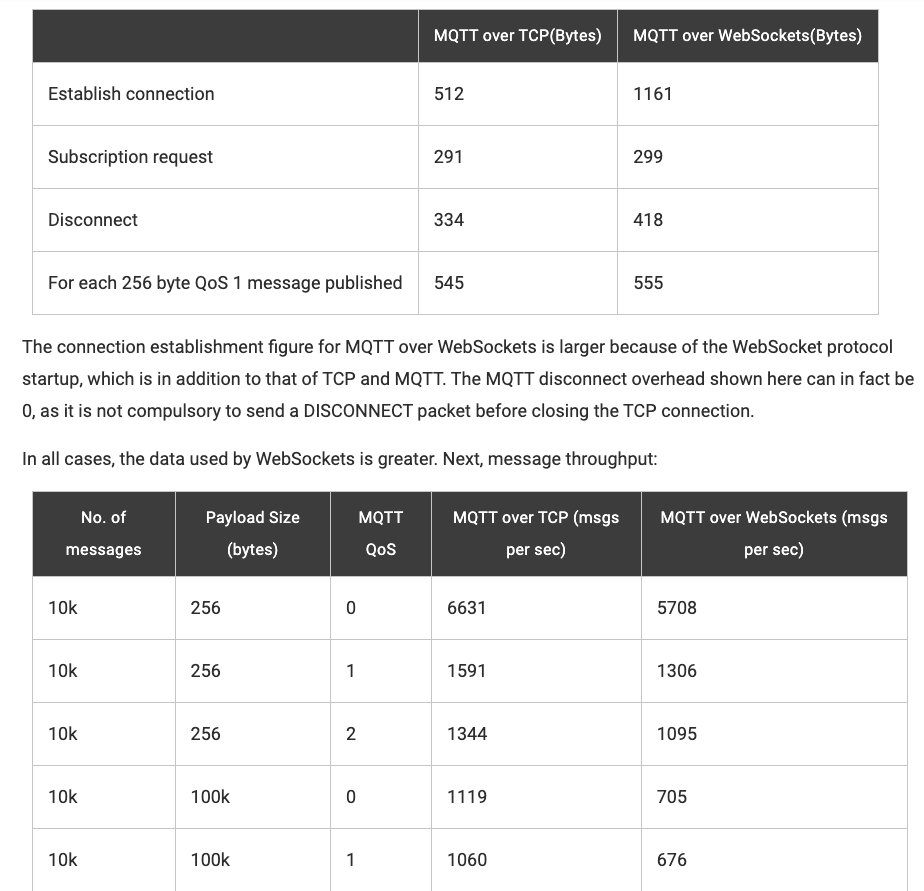 MQTT over TCP(Bytes) MQTT over WebSockets(Bytes)
Establish connection 512 1161
Subscription request 291 299
Disconnect 334 418
For each 256 byte QoS 1 message published 545 555
The connection establishment figure for MQTT over WebSockets is larger because of the WebSocket protocol
startup, which is in addition to that of TCP and MQTT. The MQTT disconnect overhead shown here can in fact be
0, as it is not compulsory to send a DISCONNECT packet before closing the TCP connection.
In all cases, the data used by WebSockets is greater. Next, message throughput:
No. of Payload Size MQTT MQTT over TCP (msgs MQTT over WebSockets (msgs
messages (bytes) QoS per sec) per sec)
10k 256 0 6631 5708
10k 256 1 1591 1306
10k 256 2 1344 1095
10k 100k 0 1119 705
10k 100k 1 1060 676